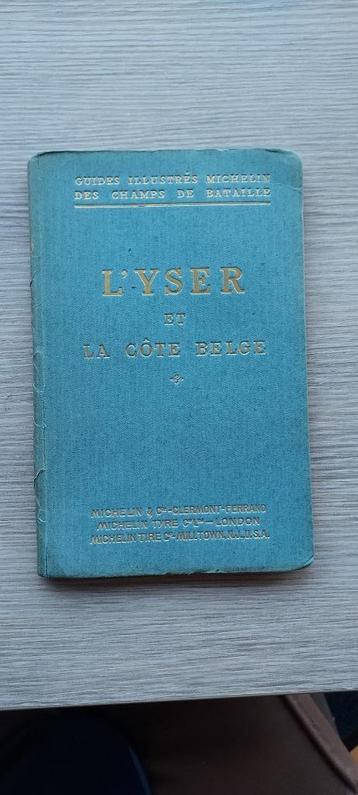 GUIDES ILLUSTRÉS MICHELIN
DES CHAMPS DE BATAILLE
L'YSER
ET
LA CÔTE BELGE
MICHELIN & Cie-CLERMONT-FERRAND
MICHELIN TYRE Co Ltd-LONDON
MICHELIN TIRE Co-MILLTOWN, N.J., U.S.A.